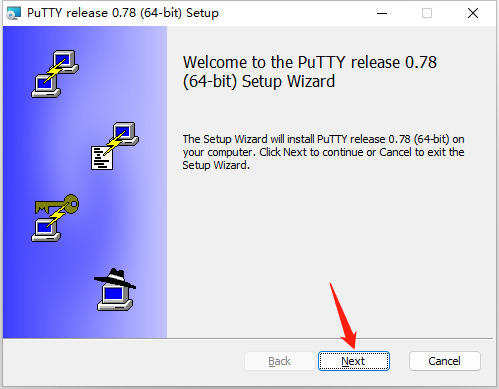 PuTTY release 0.78 (64-bit) Setup
Welcome to the PuTTY release 0.78
(64-bit) Setup Wizard
The Setup Wizard will install PuTTY release 0.78 (64-bit) on
your computer. Click Next to continue or Cancel to exit the
Setup Wizard.
Back Next Cancel